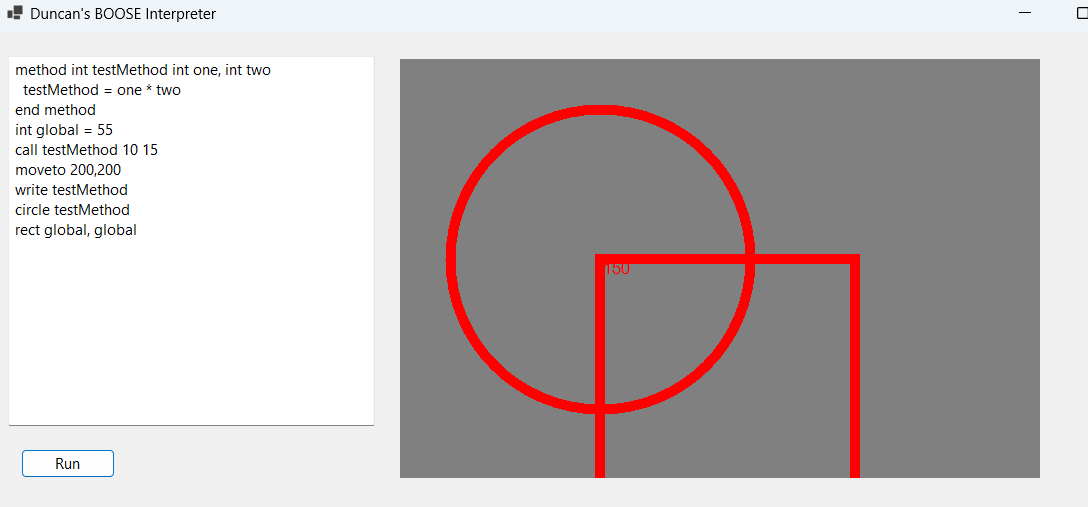 Duncan's BOOSE Interpreter
method int testMethod int one, int two
testMethod = one * two
end method
int global = 55
call testMethod 10 15
moveto 200,200
write testMethod
circle testMethod
rect global, global
150
Run